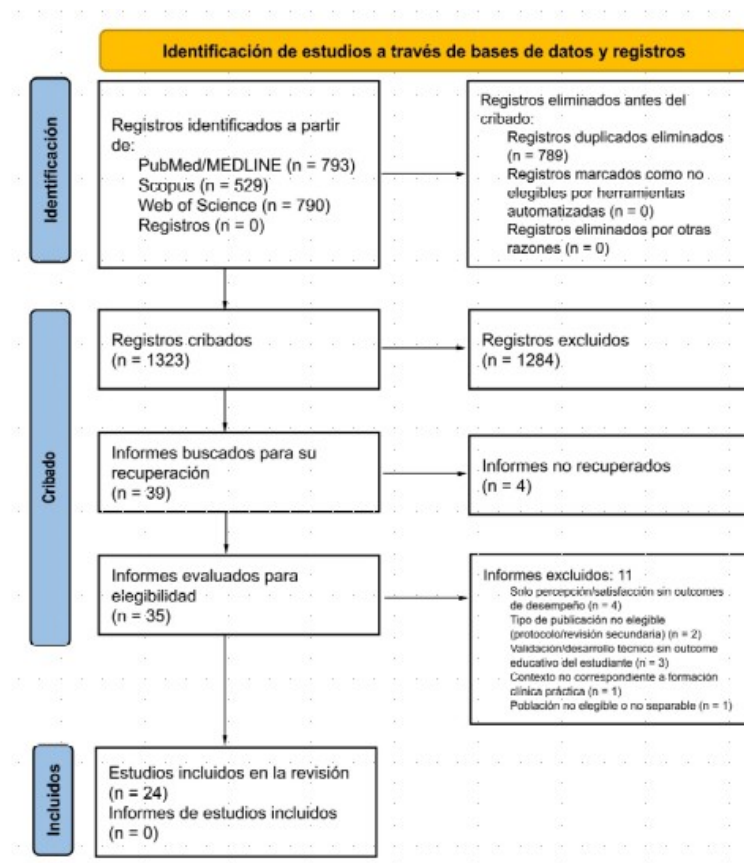 Identificación de estudios a través de bases de datos y registros
Identificación
Registros identificados a partir
de:
PubMed/MEDLINE (n = 793)
Scopus (n = 529)
Web of Science (n = 790)
Registros (n = 0)
Registros eliminados antes del
cribado:
Registros duplicados eliminados
(n = 789)
Registros marcados como no
elegibles por herramientas
automatizadas (n = 0)
Registros eliminados por otras
razones (n = 0)
Cribado
Registros cribados
(n = 1323)
Registros excluidos
(n = 1284)
Informes buscados para su
recuperación
(n = 39)
Informes no recuperados
(n = 4)
Informes evaluados para
elegibilidad
(n = 35)
Informes excluidos: 11
Solo percepción/satisfacción sin outcomes
de desempeño (n = 4)
Tipo de publicación no elegible
(protocolo/revisión secundaria) (n = 2)
Validación/desarrollo técnico sin outcome
educativo del estudiante (n = 3)
Contexto no correspondiente a formación
clínica práctica (n = 1)
Población no elegible o no separable (n = 1)
Incluidos
Estudios incluidos en la revisión
(n = 24)
Informes de estudios incluidos
(n = 0)